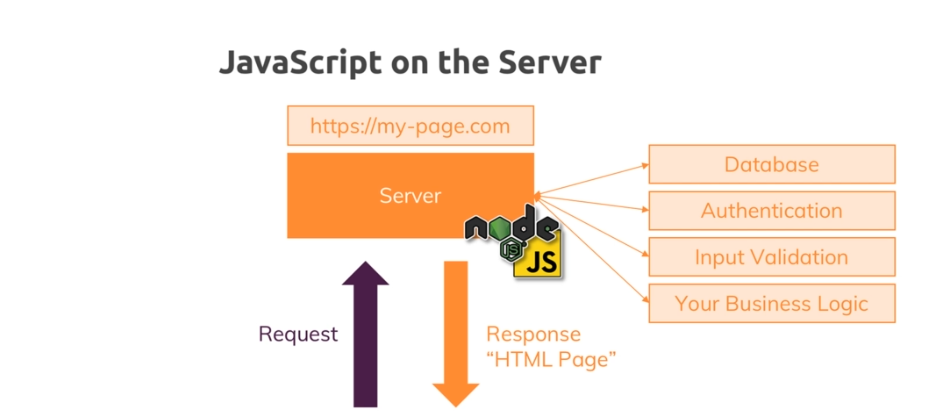 JavaScript on the Server
https://my-page.com
Server
node
JS
JS
Database
Authentication
Input Validation
Your Business Logic
Request
Response
“HTML Page”